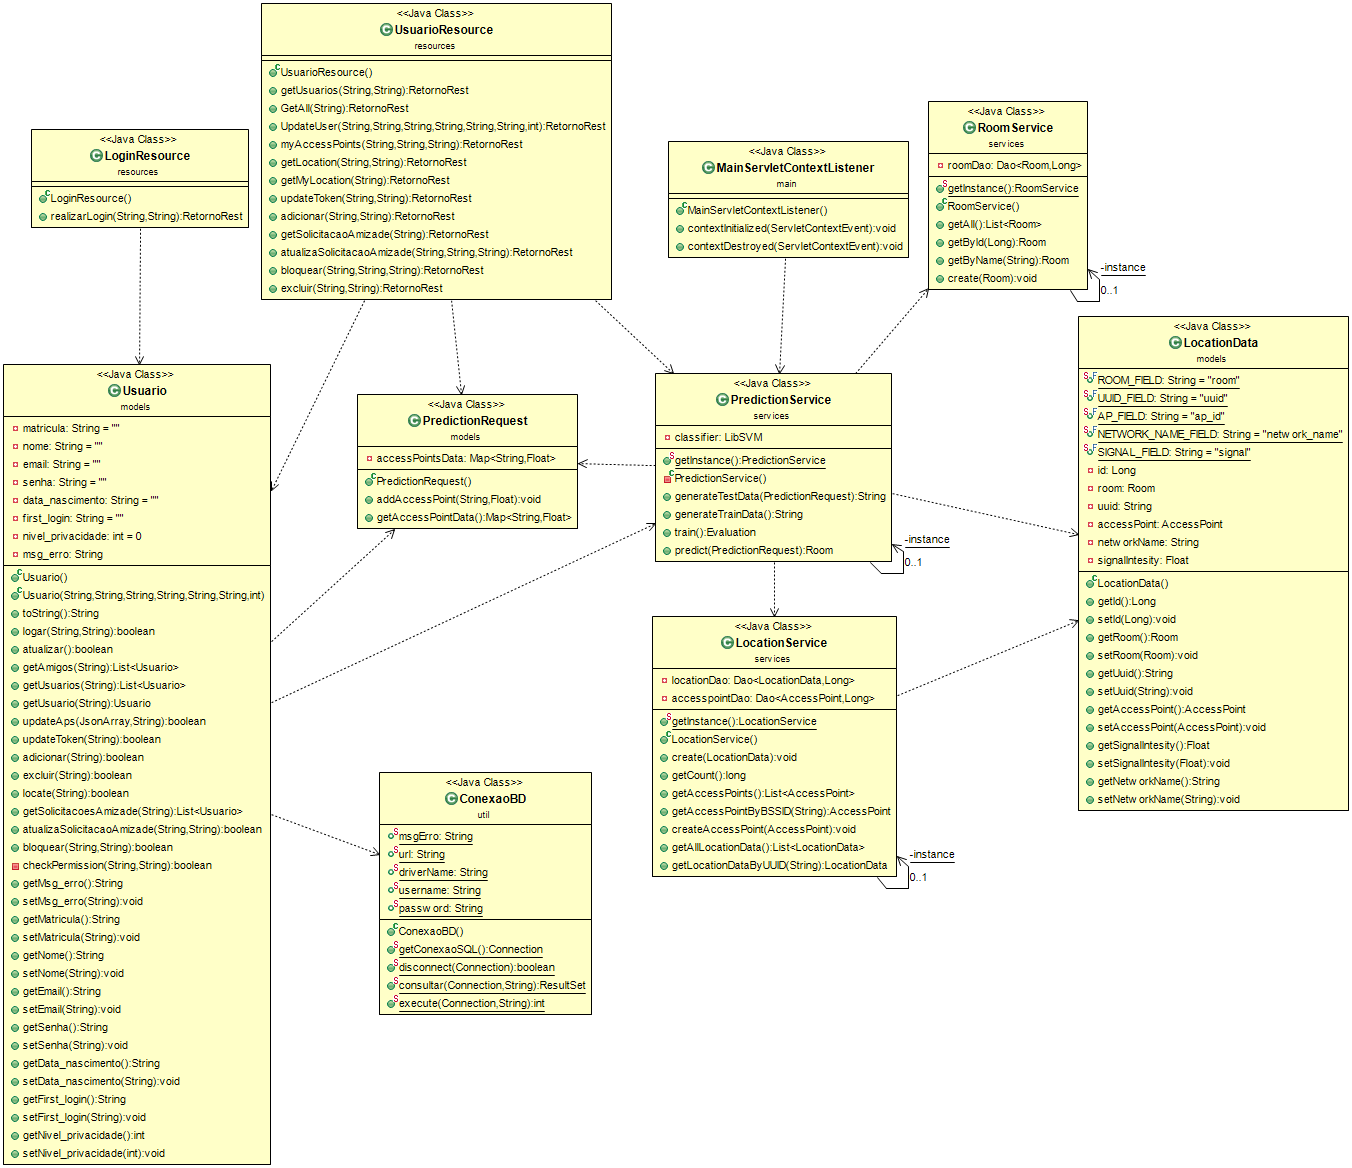 <<Java Class>>
UsuarioResource
resources
UsuarioResource()
getUsuarios(String,String):RetornoRest
GetAll(String):RetornoRest
UpdateUser(String,String,String,String,String,String,int):RetornoRest
myAccessPoints(String,String,String):RetornoRest
getLocation(String,String):RetornoRest
getMyLocation(String):RetornoRest
updateToken(String,String):RetornoRest
adicionar(String,String):RetornoRest
getSolicitacaoAmizade(String):RetornoRest
atualizaSolicitacaoAmizade(String,String,String):RetornoRest
bloquear(String,String,String):RetornoRest
excluir(String,String):RetornoRest
<<Java Class>>
LoginResource
resources
LoginResource()
realizarLogin(String,String):RetornoRest
<<Java Class>>
MainServletContextListener
main
MainServletContextListener()
contextInitialized(ServletContextEvent):void
contextDestroyed(ServletContextEvent):void
<<Java Class>>
RoomService
services
roomDao: Dao<Room,Long>
getInstance():RoomService
RoomService()
getAll():List<Room>
getById(Long):Room
getByName(String):Room
create(Room):void
-instance
0..1
<<Java Class>>
LocationData
models
ROOM_FIELD: String = "room"
UUID_FIELD: String = "uuid"
AP_FIELD: String = "ap_id"
NETWORK_NAME_FIELD: String = "network_name"
SIGNAL_FIELD: String = "signal"
id: Long
room: Room
uuid: String
accessPoint: AccessPoint
networkName: String
signalIntesity: Float
LocationData()
getId():Long
setId(Long):void
getRoom():Room
setRoom(Room):void
getUuid():String
setUuid(String):void
getAccessPoint():AccessPoint
setAccessPoint(AccessPoint):void
getSignalIntesity():Float
setSignalIntesity(Float):void
getNetworkName():String
setNetworkName(String):void
<<Java Class>>
Usuario
models
matricula: String = ""
nome: String = ""
email: String = ""
senha: String = ""
data_nascimento: String = ""
first_login: String = ""
nivel_privacidade: int = 0
msg_erro: String
Usuario()
Usuario(String,String,String,String,String,String,int)
toString():String
logar(String,String):boolean
atualizar():boolean
getAmigos(String):List<Usuario>
getUsuarios(String):List<Usuario>
getUsuario(String):Usuario
updateAps(JsonArray,String):boolean
updateToken(String):boolean
adicionar(String):boolean
excluir(String):boolean
locate(String):boolean
getSolicitacoesAmizade(String):List<Usuario>
atualizaSolicitacaoAmizade(String,String):boolean
bloquear(String,String):boolean
checkPermission(String,String):boolean
getMsg_erro():String
setMsg_erro(String):void
getMatricula():String
setMatricula(String):void
getNome():String
setNome(String):void
getEmail():String
setEmail(String):void
getSenha():String
setSenha(String):void
getData_nascimento():String
setData_nascimento(String):void
getFirst_login():String
setFirst_login(String):void
getNivel_privacidade():int
setNivel_privacidade(int):void
<<Java Class>>
PredictionRequest
models
accessPointsData: Map<String,Float>
PredictionRequest()
addAccessPoint(String,Float):void
getAccessPointData():Map<String,Float>
<<Java Class>>
PredictionService
services
classifier: LibSVM
getInstance():PredictionService
PredictionService()
generateTestData(PredictionRequest):String
generateTrainData():String
train():Evaluation
predict(PredictionRequest):Room
-instance
0..1
<<Java Class>>
LocationService
services
locationDao: Dao<LocationData,Long>
accesspointDao: Dao<AccessPoint,Long>
getInstance():LocationService
LocationService()
create(LocationData):void
getCount():long
getAccessPoints():List<AccessPoint>
getAccessPointByBSSID(String):AccessPoint
createAccessPoint(AccessPoint):void
getAllLocationData():List<LocationData>
getLocationDataByUUID(String):LocationData
-instance
0..1
<<Java Class>>
ConexaoBD
util
msgErro: String
url: String
driverName: String
username: String
password: String
ConexaoBD()
getConexaoSQL():Connection
disconnect(Connection):boolean
consultar(Connection,String):ResultSet
execute(Connection,String):int